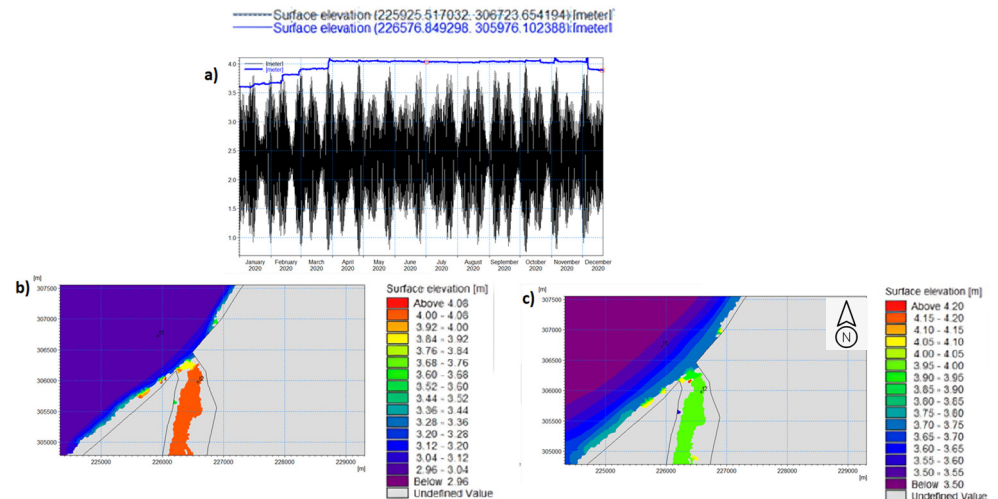 Surface elevation (225925.517032, 306723.654194) [meter]
Surface elevation (226576.849298, 305976.102388) [meter]
a)
[meter]
[meter]
4.0
3.5
3.0
2.5
2.0
1.5
1.0
January February March April May June July August September October November December
2020 2020 2020 2020 2020 2020 2020 2020 2020 2020 2020 2020
b)
[m]
307500
307000
306500
306000
305500
305000
225000 226000 227000 228000 229000
[m]
Surface elevation [m]
Above 4.08
4.00 - 4.08
3.92 - 4.00
3.84 - 3.92
3.76 - 3.84
3.68 - 3.76
3.60 - 3.68
3.52 - 3.60
3.44 - 3.52
3.36 - 3.44
3.28 - 3.36
3.20 - 3.28
3.12 - 3.20
3.04 - 3.12
2.96 - 3.04
Below 2.96
Undefined Value
c)
[m]
307500
307000
306500
306000
305500
305000
225000 226000 227000 228000 229000
[m]
N
Surface elevation [m]
Above 4.20
4.15 - 4.20
4.10 - 4.15
4.05 - 4.10
4.00 - 4.05
3.95 - 4.00
3.90 - 3.95
3.85 - 3.90
3.80 - 3.85
3.75 - 3.80
3.70 - 3.75
3.65 - 3.70
3.60 - 3.65
3.55 - 3.60
3.50 - 3.55
Below 3.50
Undefined Value